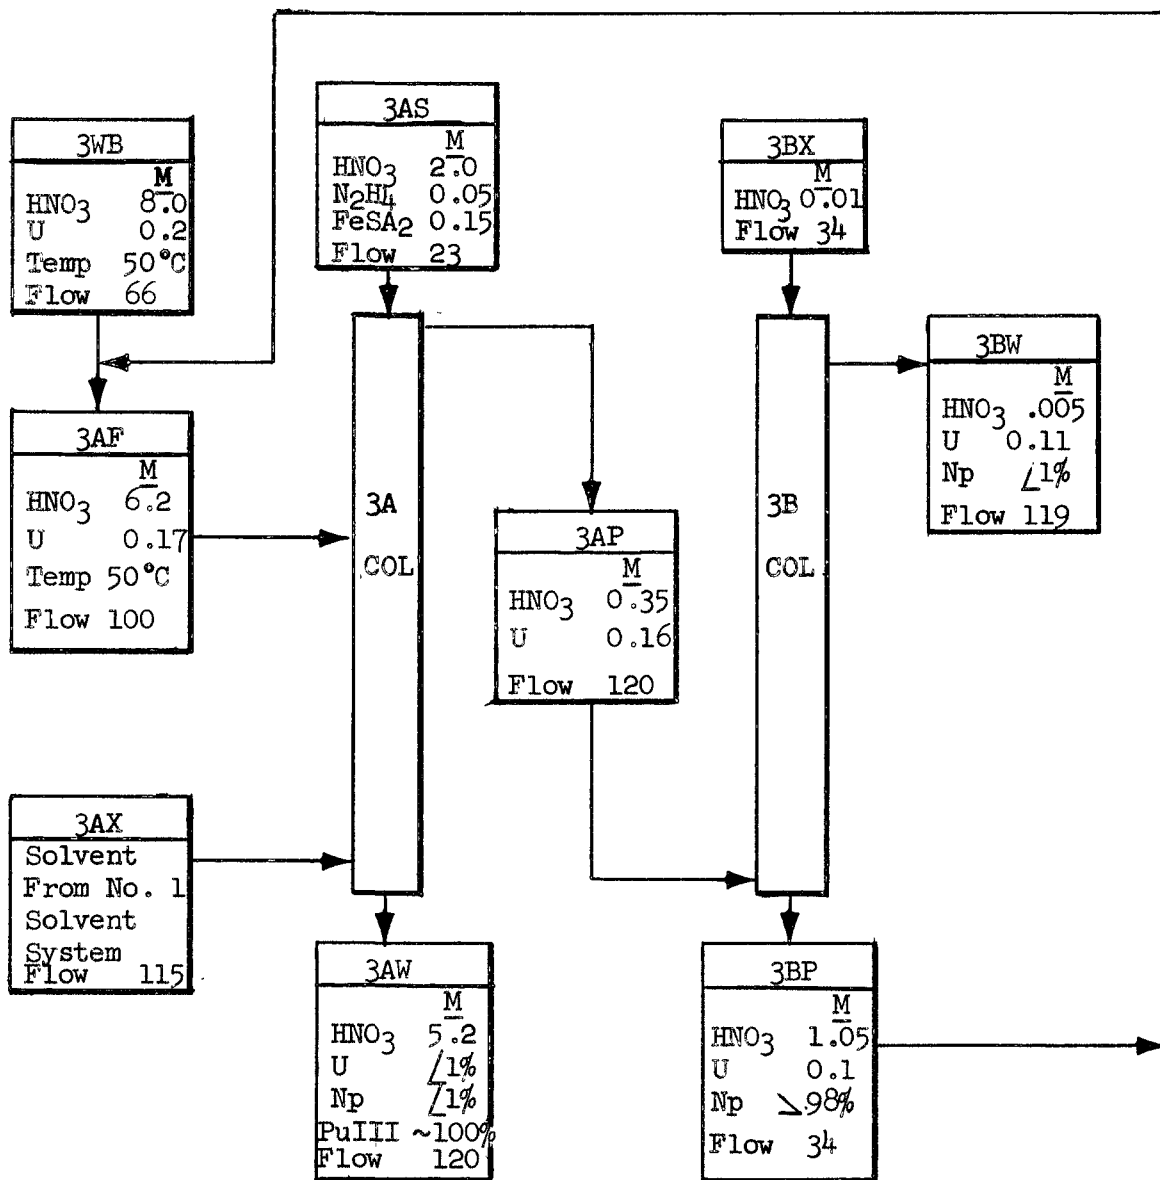 3WB
M
HNO3 8.0
U 0.2
Temp 50°C
Flow 66
3AS
M
HNO3 2.0
N2H4 0.05
FeSA2 0.15
Flow 23
3BX
M
HNO3 0.01
Flow 34
3AF
M
HNO3 6.2
U 0.17
Temp 50°C
Flow 100
3A
COL
3AP
M
HNO3 0.35
U 0.16
Flow 120
3B
COL
3BW
M
HNO3 .005
U 0.11
Np ∠1%
Flow 119
3AX
Solvent
From No. 1
Solvent
System
Flow 115
3AW
M
HNO3 5.2
U ∠1%
Np ∠1%
PuIII ~100%
Flow 120
3BP
M
HNO3 1.05
U 0.1
Np >98%
Flow 34